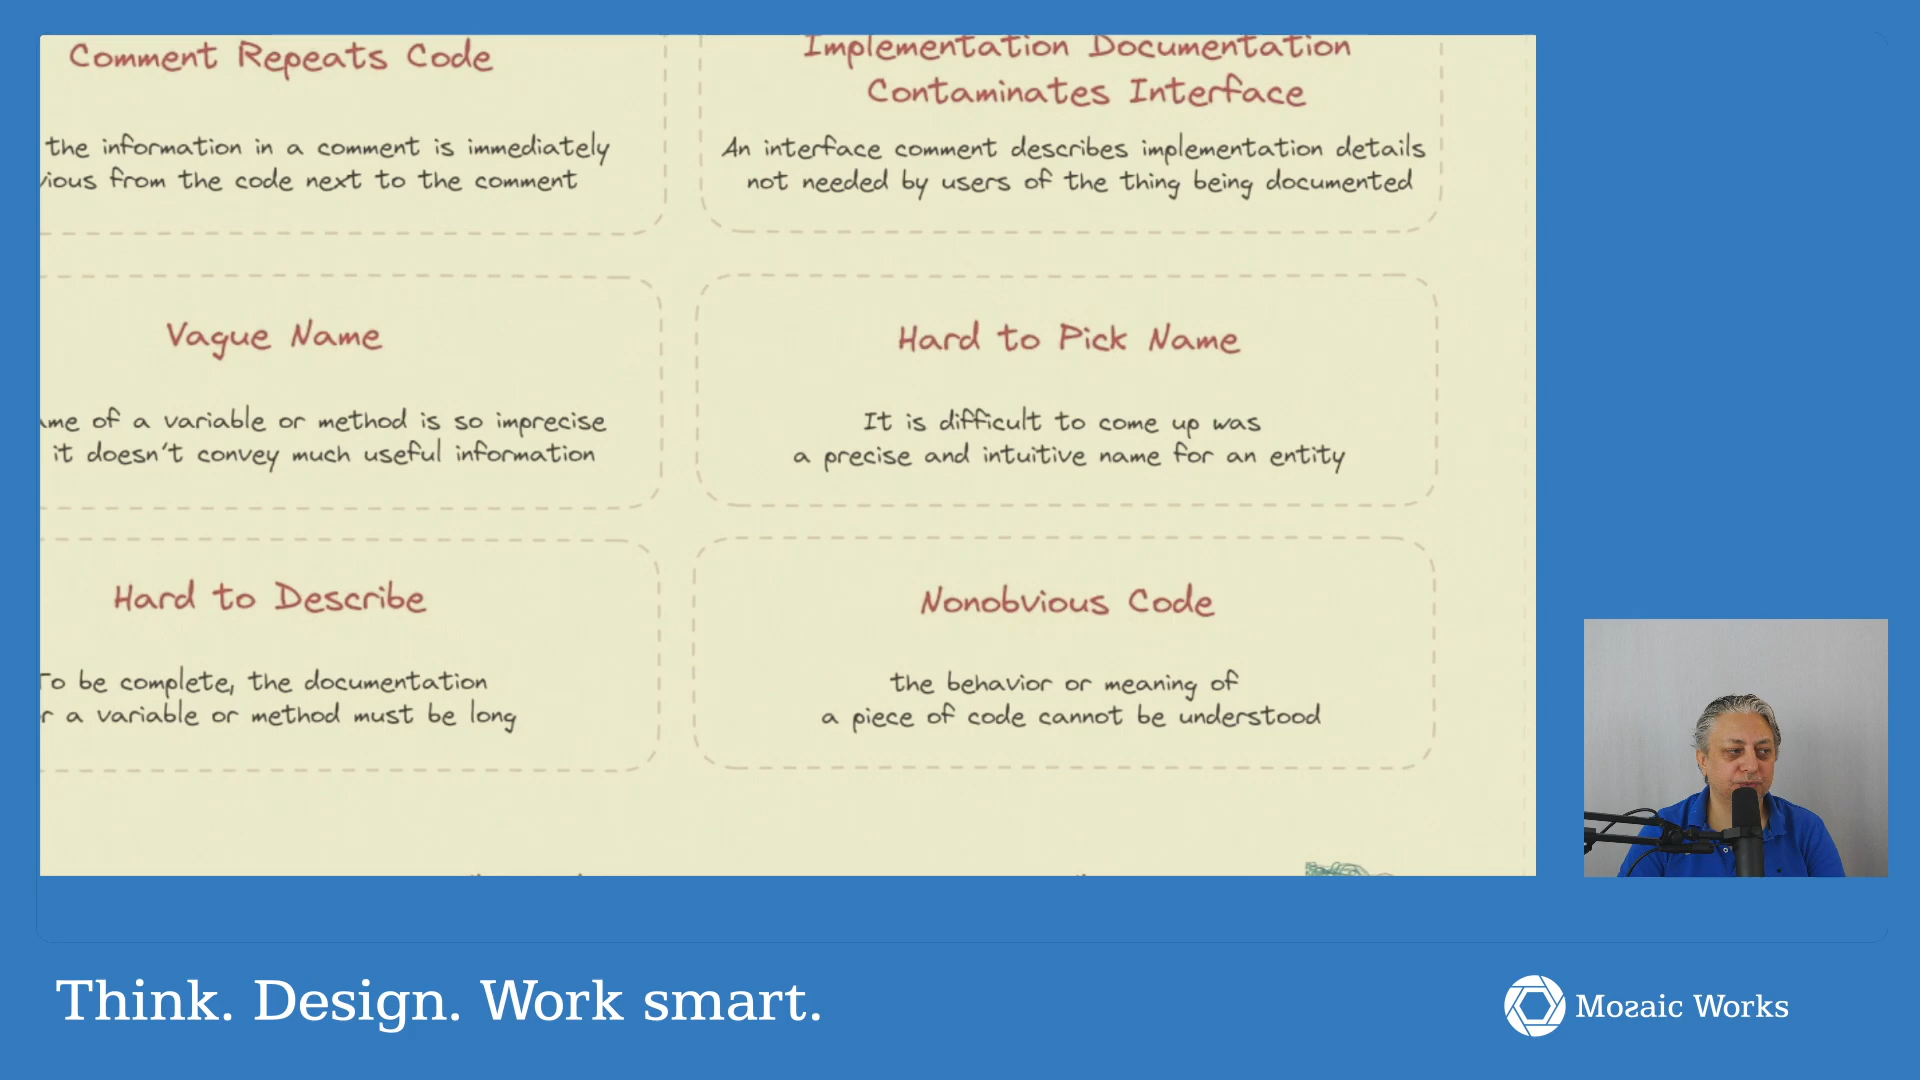 Comment Repeats Code
the information in a comment is immediately
from the code next to the comment
Implementation Documentation
Contaminates Interface
An interface comment describes implementation details
not needed by users of the thing being documented
Vague Name
of a variable or method is so imprecise
it doesn't convey much useful information
Hard to Pick Name
It is difficult to come up was
a precise and intuitive name for an entity
Hard to Describe
To be complete, the documentation
a variable or method must be long
Nonobvious Code
the behavior or meaning of
a piece of code cannot be understood
Think. Design. Work smart.
Mozaic Works